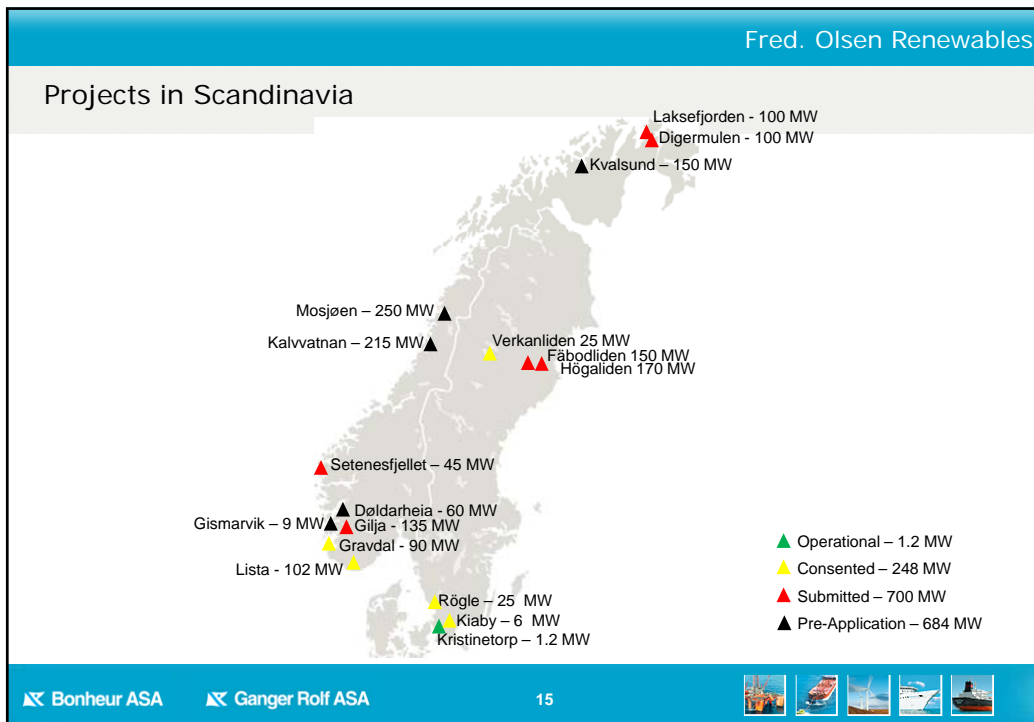 Fred. Olsen Renewables
Projects in Scandinavia
Laksefjorden - 100 MW
Digermulen - 100 MW
Kvalsund – 150 MW
Mosjøen – 250 MW
Kalvvatnan – 215 MW
Verkanliden 25 MW
Fäbodliden 150 MW
Högaliden 170 MW
Setenesfjellet – 45 MW
Døldarheia - 60 MW
Gismarvik – 9 MW
Gilja - 135 MW
Gravdal - 90 MW
Lista - 102 MW
Rögle – 25 MW
Kiaby – 6 MW
Kristinetorp – 1.2 MW
Operational – 1.2 MW
Consented – 248 MW
Submitted – 700 MW
Pre-Application – 684 MW
Bonheur ASA
Ganger Rolf ASA
15